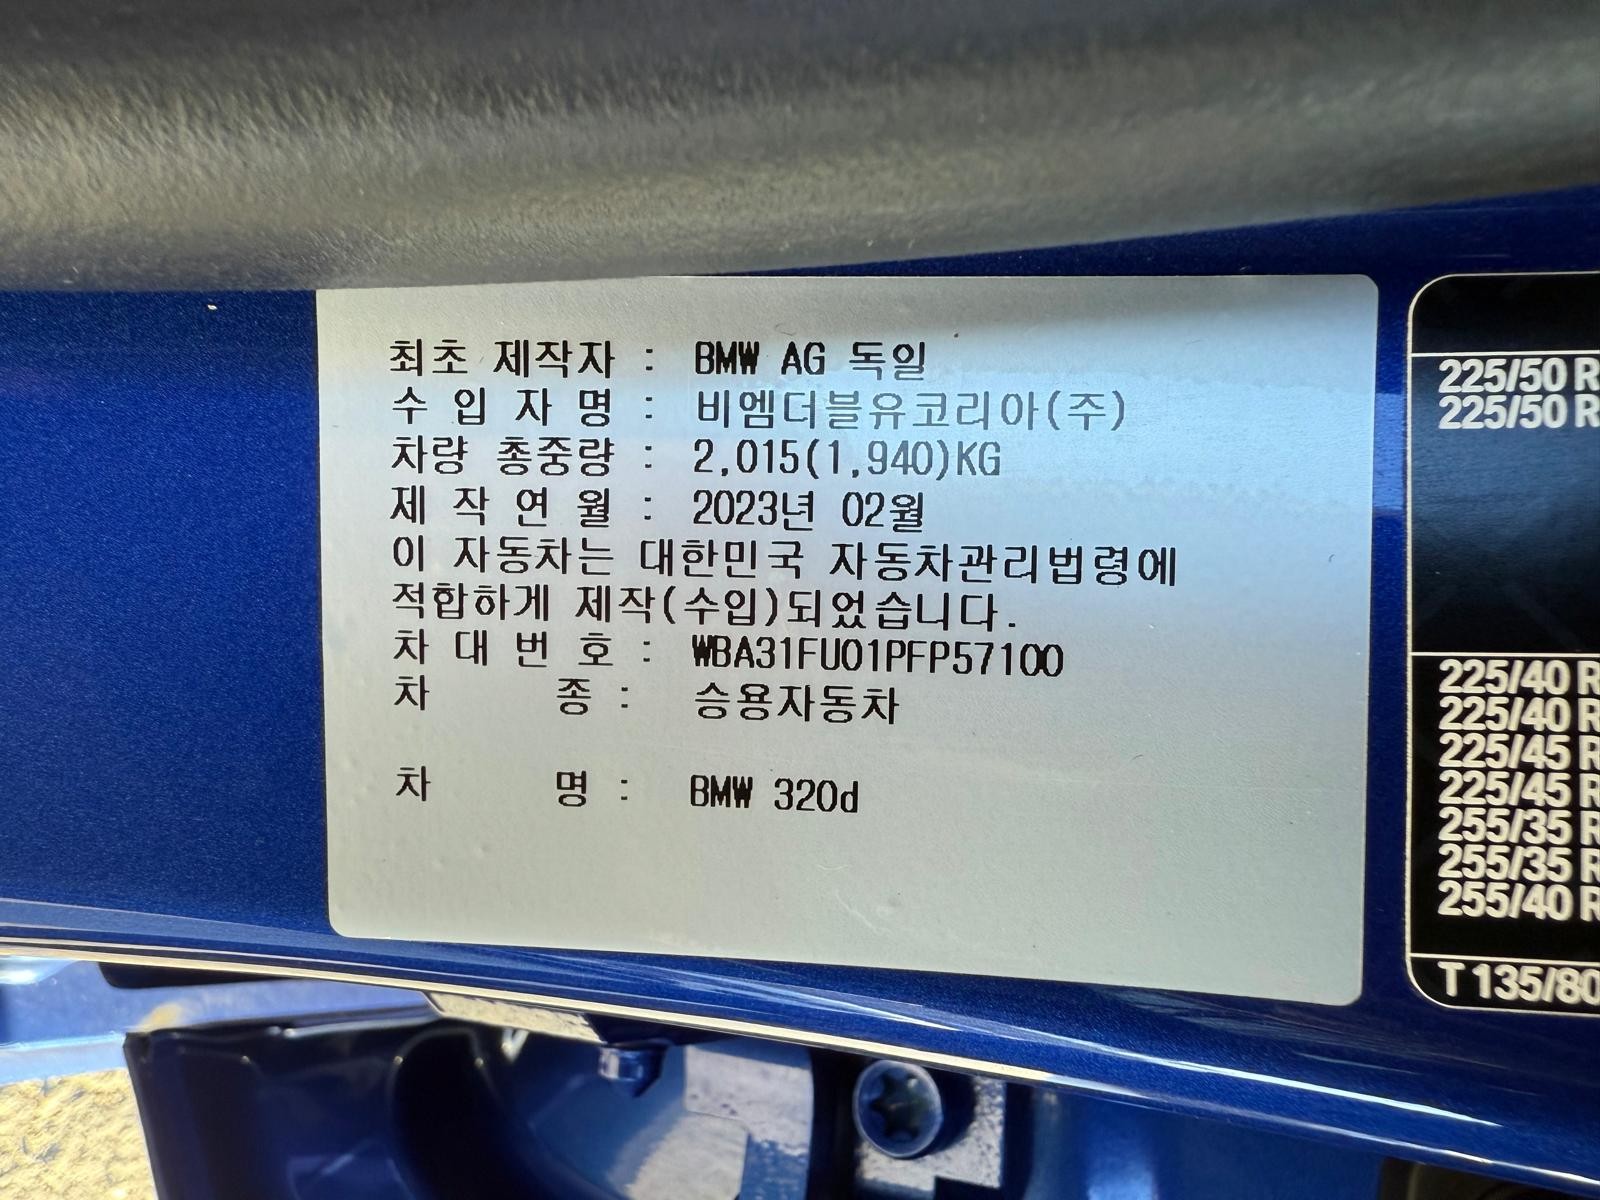 최초 제작자 : BMW AG 독일
수 입 자 명 : 비엠더블유코리아(주)
차량 총중량 : 2,015(1,940)KG
제 작 연 월 : 2023년 02월
이 자동차는 대한민국 자동차관리법령에
적합하게 제작(수입)되었습니다.
차 대 번 호 : WBA31FU01PFP57100
차 종 : 승용자동차
차 명 : BMW 320d
225/50 R
225/50 R
225/40 R
225/40 R
225/45 R
225/45 R
255/35 R
255/35 R
255/40 R
T 135/80